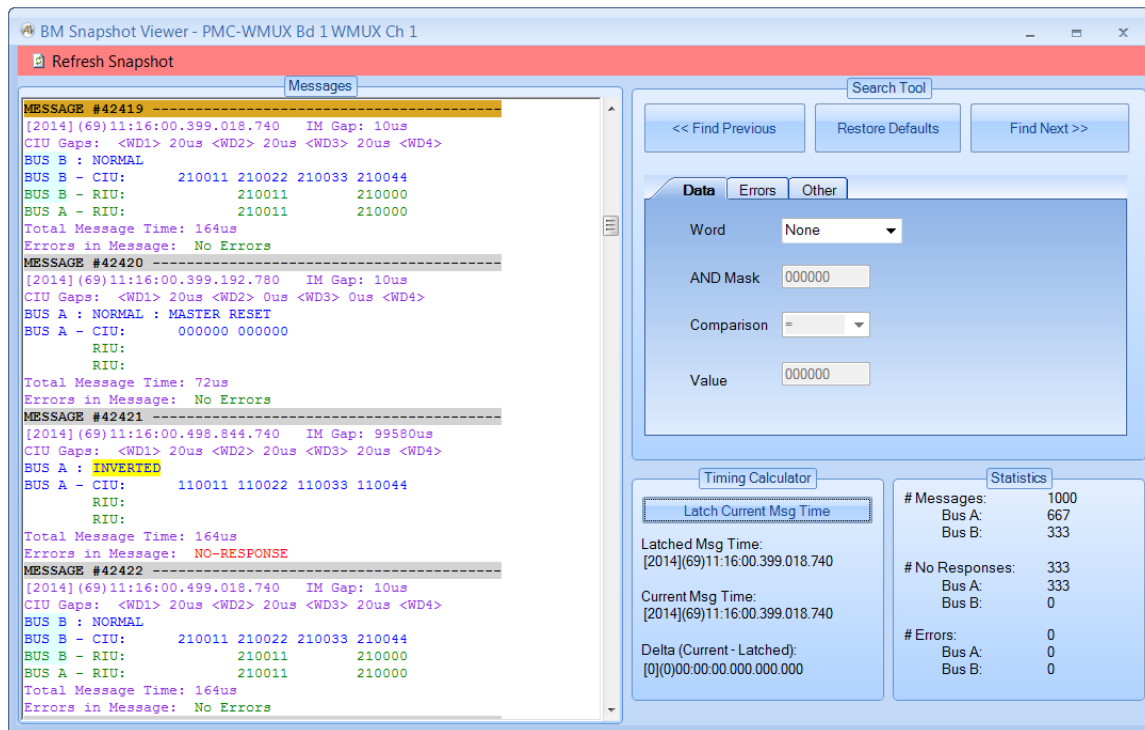 BM Snapshot Viewer - PMC-WMUX Bd 1 WMUX Ch 1
Refresh Snapshot
Messages
MESSAGE #42419 ------------------------------------------
[2014](69)11:16:00.399.018.740   IM Gap: 10us
CIU Gaps:  <WD1> 20us <WD2> 20us <WD3> 20us <WD4>
BUS B : NORMAL
BUS B - CIU:      210011 210022 210033 210044
BUS B - RIU:             210011        210000
BUS A - RIU:             210011        210000
Total Message Time: 164us
Errors in Message:  No Errors
MESSAGE #42420 ------------------------------------------
[2014](69)11:16:00.399.192.780   IM Gap: 10us
CIU Gaps:  <WD1> 20us <WD2> 0us <WD3> 0us <WD4>
BUS A : NORMAL : MASTER RESET
BUS A - CIU:      000000 000000
RIU:
RIU:
Total Message Time: 72us
Errors in Message:  No Errors
MESSAGE #42421 ------------------------------------------
[2014](69)11:16:00.498.844.740   IM Gap: 99580us
CIU Gaps:  <WD1> 20us <WD2> 20us <WD3> 20us <WD4>
BUS A : INVERTED
BUS A - CIU:      110011 110022 110033 110044
RIU:
RIU:
Total Message Time: 164us
Errors in Message:  NO-RESPONSE
MESSAGE #42422 ------------------------------------------
[2014](69)11:16:00.499.018.740   IM Gap: 10us
CIU Gaps:  <WD1> 20us <WD2> 20us <WD3> 20us <WD4>
BUS B : NORMAL
BUS B - CIU:      210011 210022 210033 210044
BUS B - RIU:             210011        210000
BUS A - RIU:             210011        210000
Total Message Time: 164us
Errors in Message:  No Errors
Search Tool
<< Find Previous   Restore Defaults   Find Next >>
Data   Errors   Other
Word   None
AND Mask   000000
Comparison   =
Value   000000
Timing Calculator
Latch Current Msg Time
Latched Msg Time:
[2014](69)11:16:00.399.018.740
Current Msg Time:
[2014](69)11:16:00.399.018.740
Delta (Current - Latched):
[0](0)00:00:00.000.000.000
Statistics
# Messages:   1000
Bus A:   667
Bus B:   333
# No Responses:   333
Bus A:   333
Bus B:   0
# Errors:   0
Bus A:   0
Bus B:   0